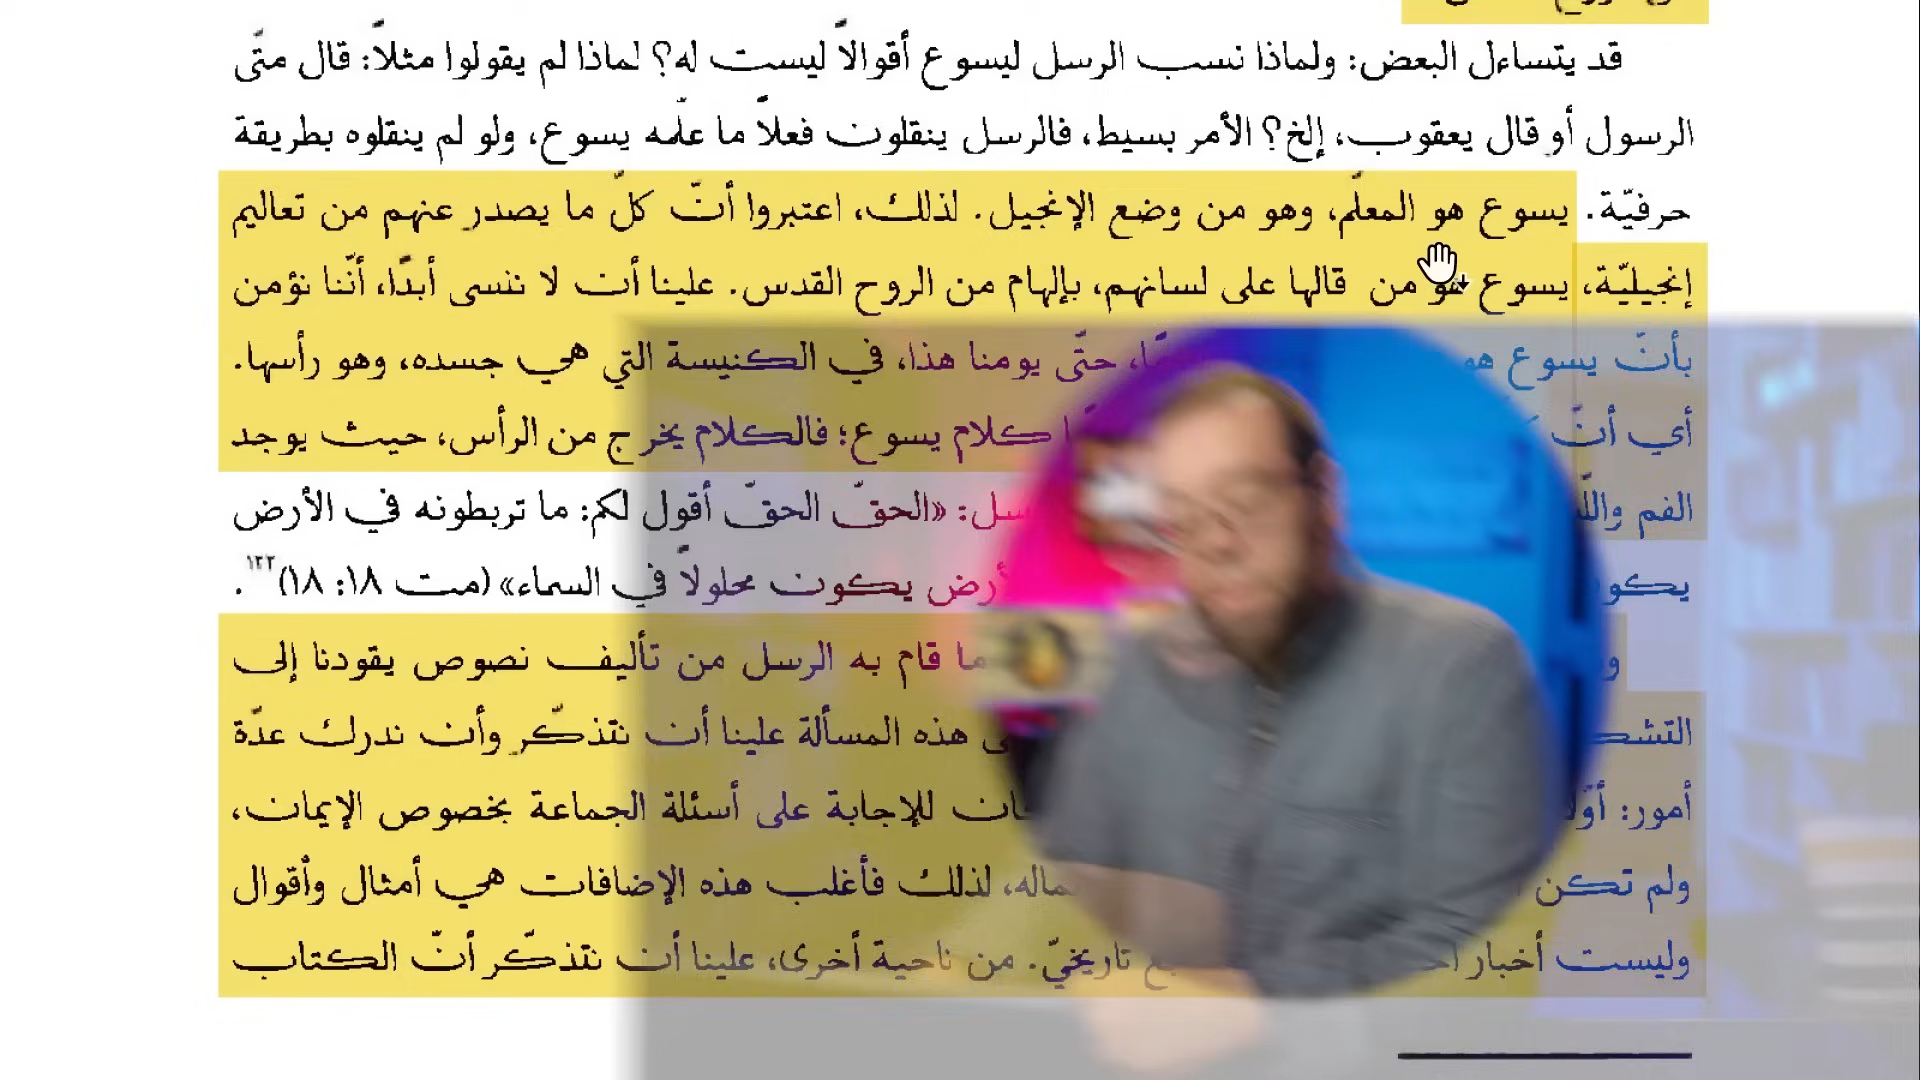 قد يتساءل البعض: ولماذا نسب الرسل ليسوع أقوالاً ليست له؟ لماذا لم يقولوا مثلاً: قال متّى
الرسول أو قال يعقوب، إلخ؟ الأمر بسيط، فالرسل ينقلون فعلاً ما علّمه يسوع، ولو لم ينقلوه بطريقة
حرفيّة. يسوع هو المعلّم، وهو من وضع الإنجيل. لذلك، اعتبروا أنّ كلّ ما يصدر عنهم من تعاليم
إنجيليّة، يسوع هو من قالها على لسانهم، بإلهام من الروح القدس. علينا أن لا ننسى أبدًا، أنّنا نؤمن
بأنّ يسوع هو حتّى يومنا هذا، في الكنيسة التي هي جسده، وهو رأسها.
أي أنّ كلام يسوع؛ فالكلام يخرج من الرأس، حيث يوجد
الفم «الحقّ الحقّ أقول لكم: ما تربطونه في الأرض
يكون محلولاً في السماء» (مت ١٨: ١٨)١٢٢.
ما قام به الرسل من تأليف نصوص يقودنا إلى
هذه المسألة علينا أن نتذكّر وأن ندرك عدّة
أمور: للإجابة على أسئلة الجماعة بخصوص الإيمان،
ولم تكن لذلك فأغلب هذه الإضافات هي أمثال وأقوال
وليست أخبار تاريخيّ. من ناحية أخرى، علينا أن نتذكّر أنّ الكتاب